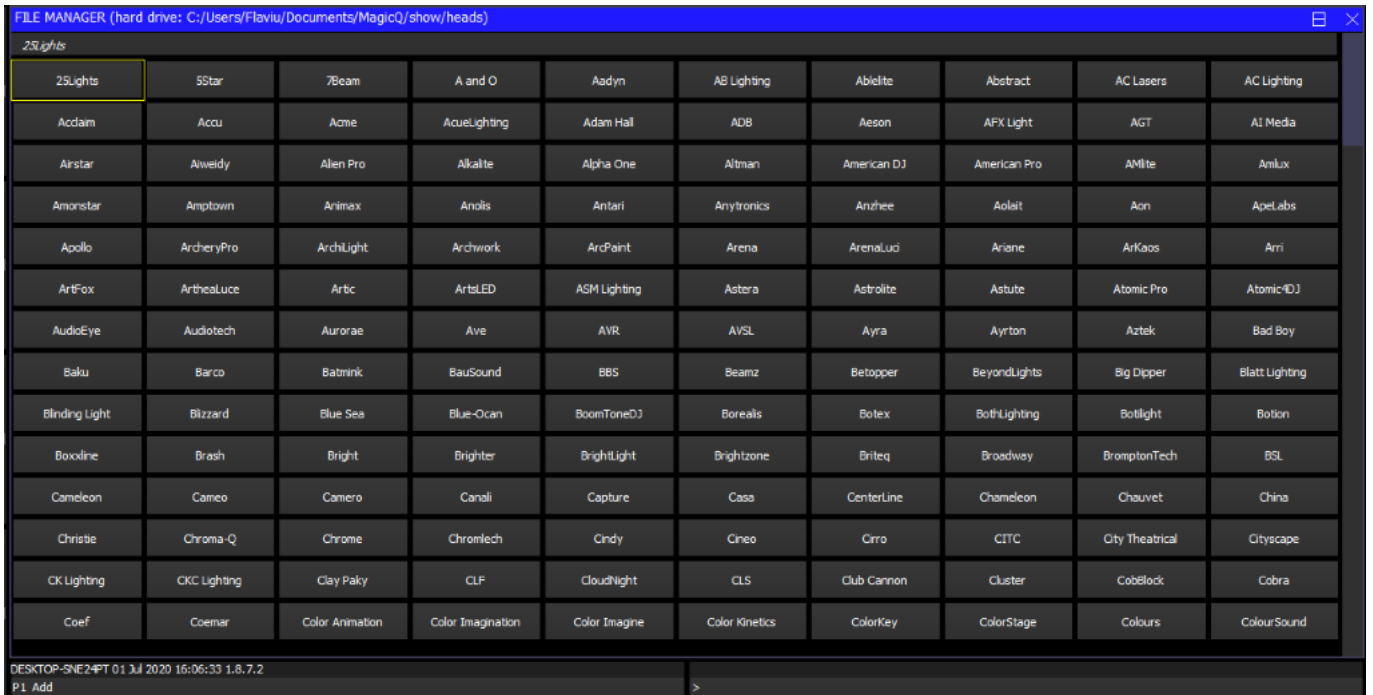 FILE MANAGER (hard drive: C:/Users/Flaviu/Documents/MagicQ/show/heads)
25Lights
25Lights 5Star 7Beam A and O Aadyn AB Lighting Ablelite Abstract AC Lasers AC Lighting
Acclaim Accu Acme AcueLighting Adam Hall ADB Aeson AFX Light AGT AI Media
Airstar Aiweidy Alien Pro Alkalite Alpha One Altman American DJ American Pro AMlite Amlux
Amonstar Amptown Animax Anolis Antari Anytronics Anzhee Aolait Aon ApeLabs
Apollo ArcheryPro ArchiLight Archwork ArcPaint Arena ArenaLuci Ariane ArKaos Arri
ArtFox ArtheaLuce Artic ArtsLED ASM Lighting Astera Astrolite Astute Atomic Pro Atomic4DJ
AudioEye Audiotech Aurorae Ave AVR AVSL Ayra Ayrton Aztek Bad Boy
Baku Barco Batmink BauSound BBS Beamz Betopper BeyondLights Big Dipper Blatt Lighting
Blinding Light Blizzard Blue Sea Blue-Ocan BoomToneDJ Borealis Botex BothLighting Botilight Botion
Boxxline Brash Bright Brighter BrightLight Brightzone Briteq Broadway BromptonTech BSL
Cameleon Cameo Camero Canali Capture Casa CenterLine Chameleon Chauvet China
Christie Chroma-Q Chrome Chromlech Cindy Cineo Cirro CITC City Theatrical Cityscape
CK Lighting CKC Lighting Clay Paky CLF CloudNight CLS Club Cannon Cluster CobBlock Cobra
Coef Coemar Color Animation Color Imagination Color Imagine Color Kinetics ColorKey ColorStage Colours ColourSound
DESKTOP-SNE24PT 01 Jul 2020 16:06:33 1.8.7.2
P1 Add >